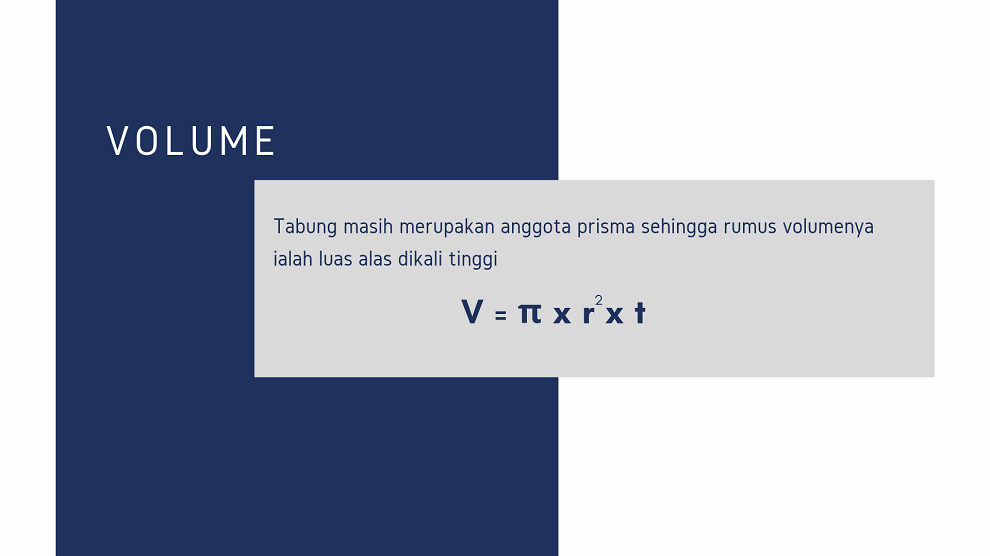 VOLUME
Tabung masih merupakan anggota prisma sehingga rumus volumenya
ialah luas alas dikali tinggi
V = π x r² x t